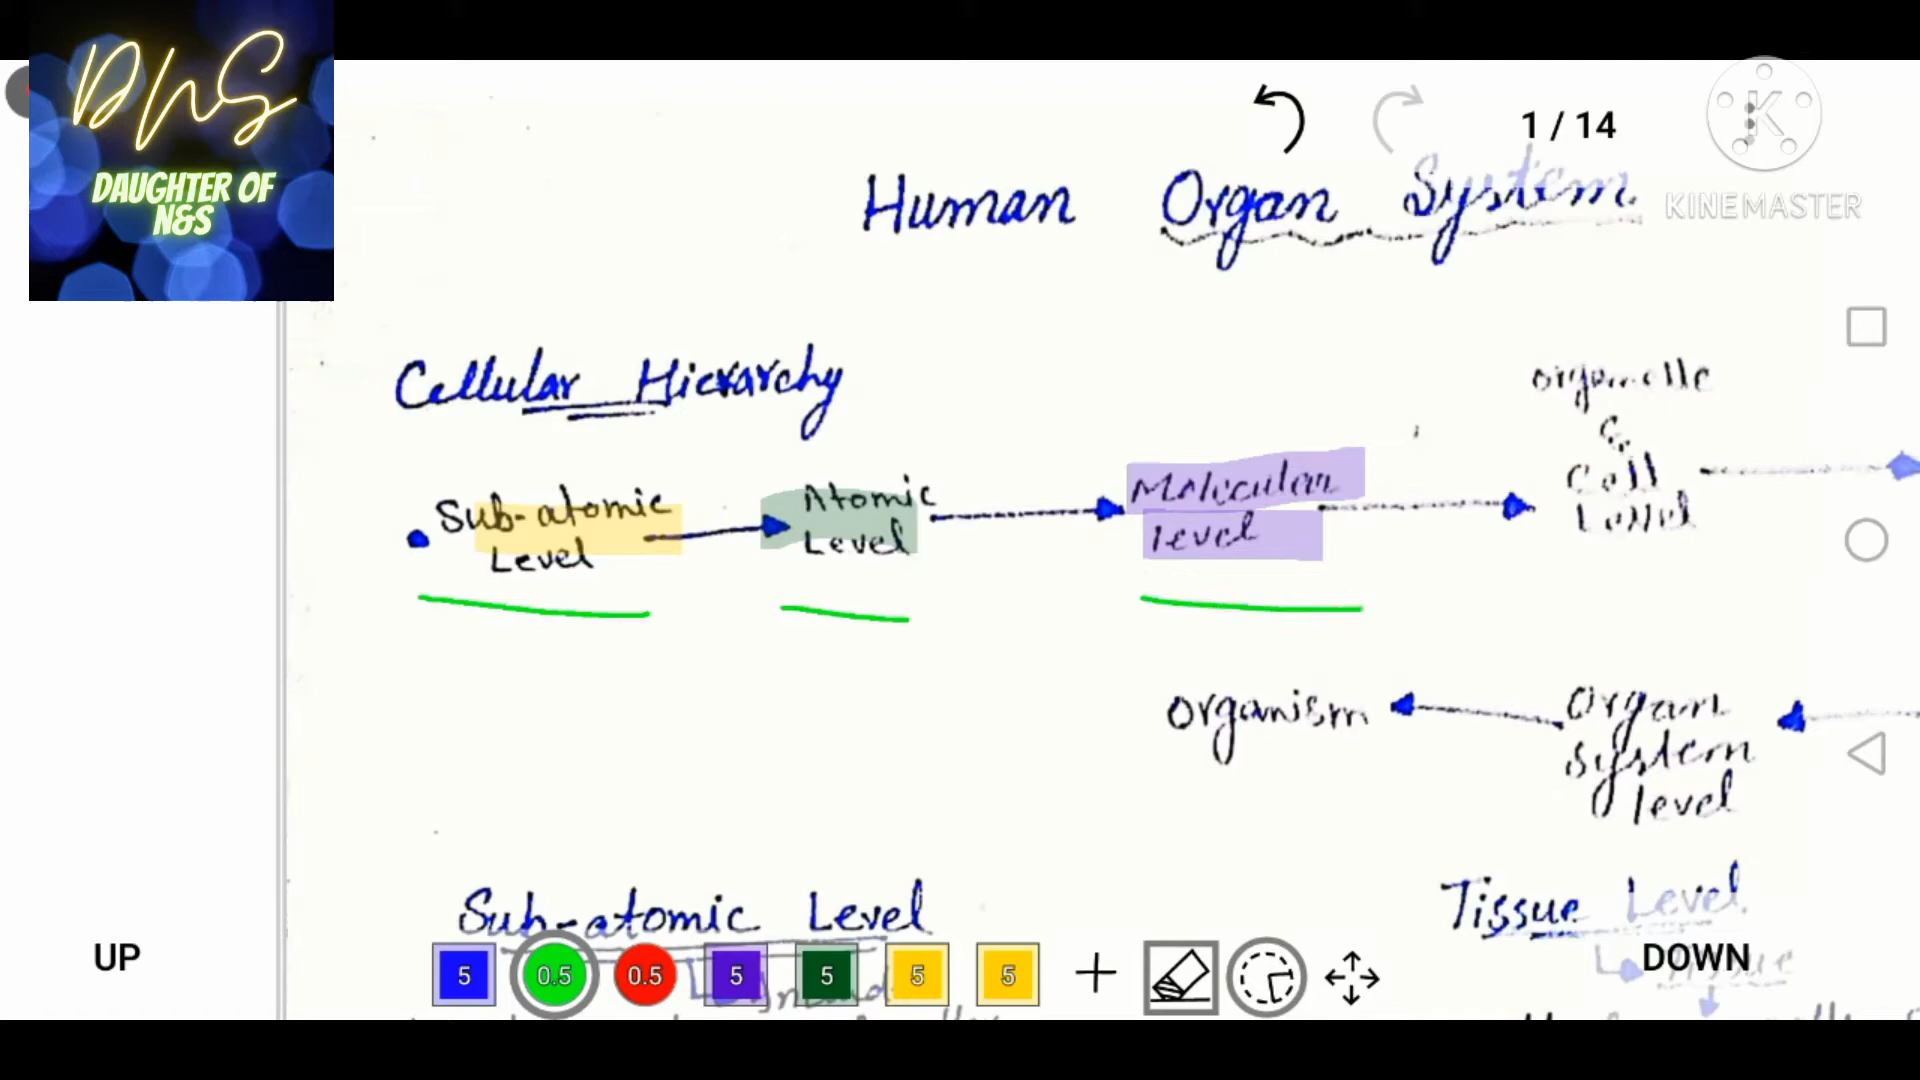 DNS
DAUGHTER OF
N&S
1 / 14
KINEMASTER
Human Organ System
Cellular Hierarchy
organelle
Sub-atomic
Level
Atomic
Level
Molecular
level
Cell
organism
Organ
system
level
Sub-atomic Level
Tissue Level
UP
5 0.5 0.5 5 5 5 5
DOWN
Tissue